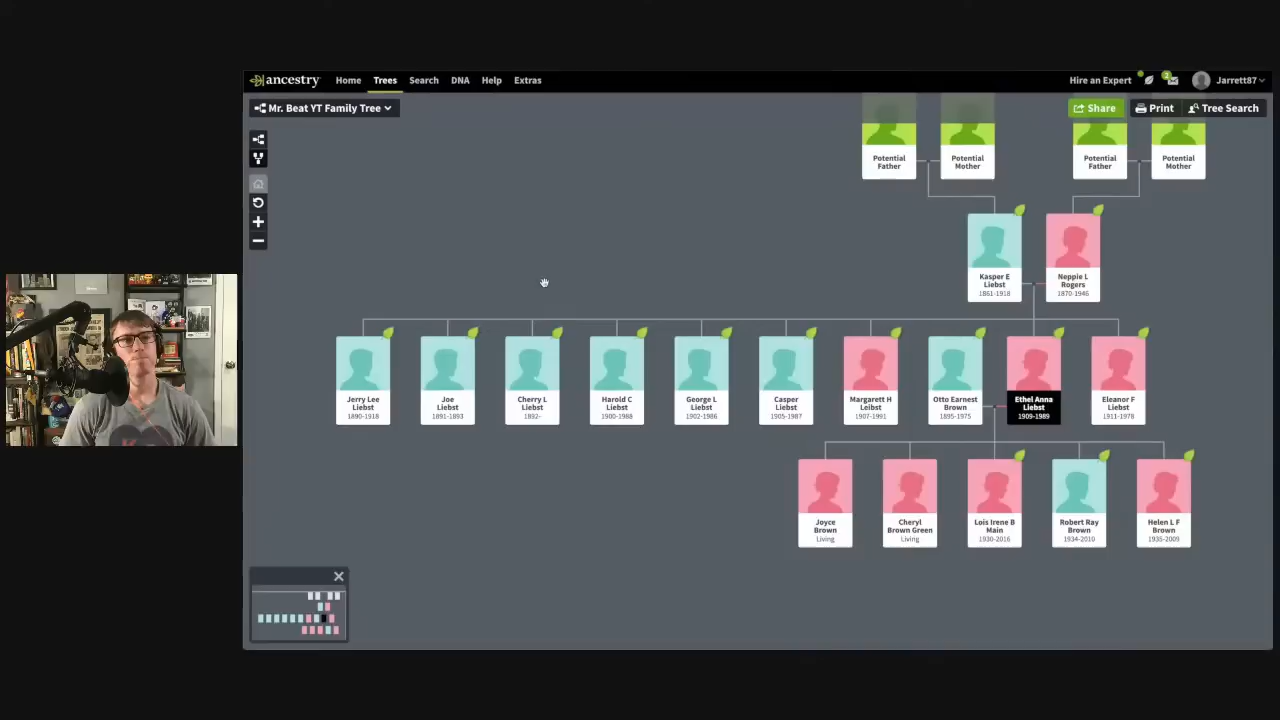 ancestry
Home
Trees
Search
DNA
Help
Extras
Hire an Expert
2
Jarrett87
Mr. Beat YT Family Tree
Share
Print
Tree Search
Potential
Father
Potential
Mother
Potential
Father
Potential
Mother
Kasper E
Liebst
1861-1918
Neppie L
Rogers
1870-1946
Jerry Lee
Liebst
1890-1918
Joe
Liebst
1891-1893
Cherry L
Liebst
1892-
Harold C
Liebst
1900-1988
George L
Liebst
1902-1986
Casper
Liebst
1905-1987
Margarett H
Leibst
1907-1991
Otto Earnest
Brown
1895-1975
Ethel Anna
Liebst
1909-1989
Eleanor F
Liebst
1911-1978
Joyce
Brown
Living
Cheryl
Brown Green
Living
Lois Irene B
Main
1930-2016
Robert Ray
Brown
1934-2010
Helen L F
Brown
1935-2009